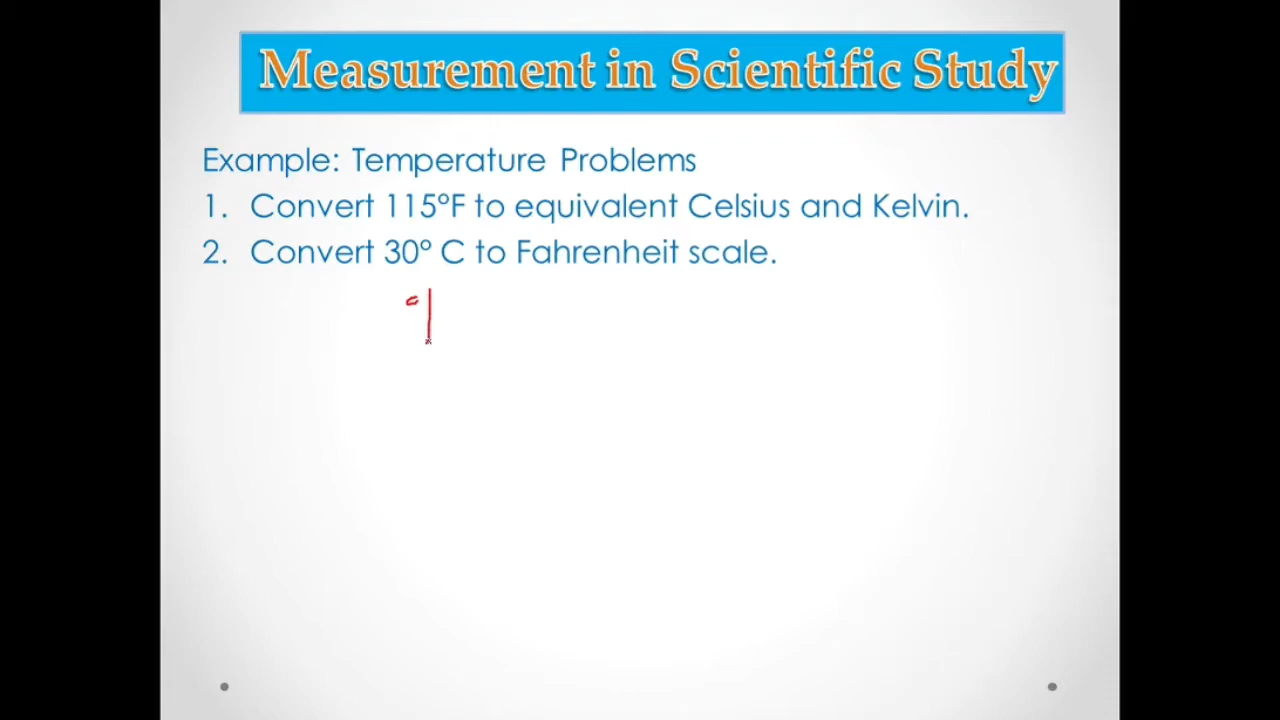 Measurement in Scientific Study
Example: Temperature Problems
1. Convert 115°F to equivalent Celsius and Kelvin.
2. Convert 30° C to Fahrenheit scale.